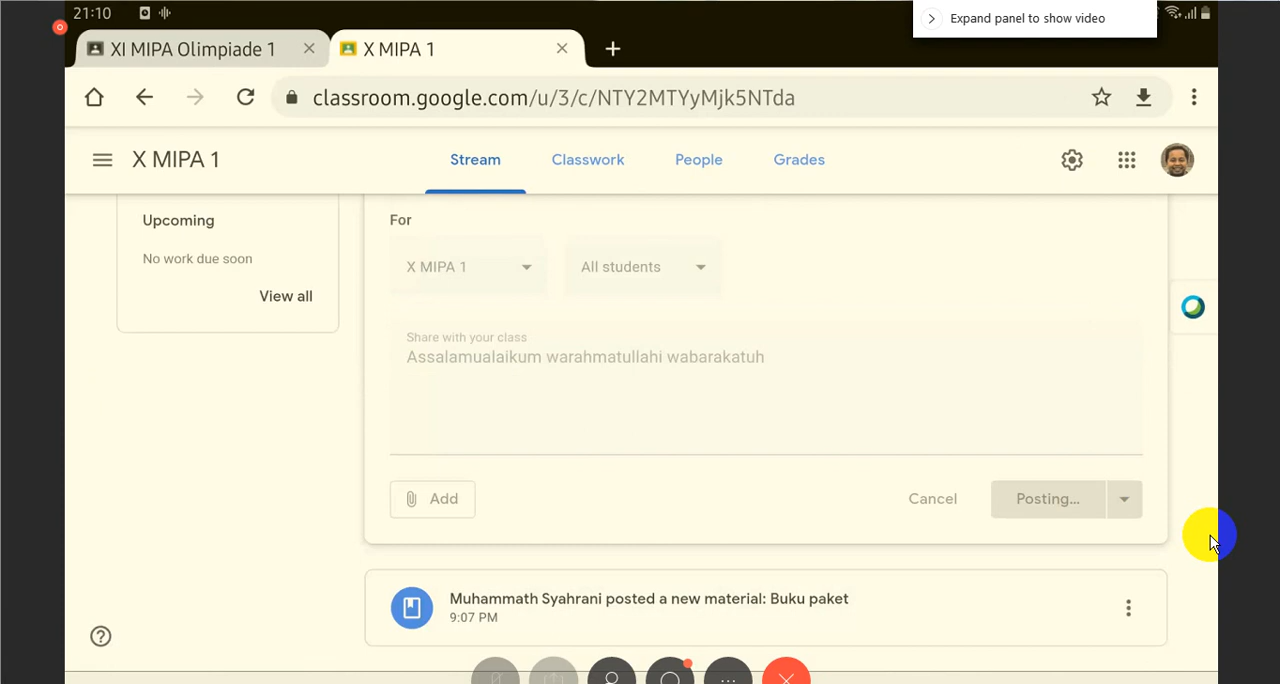 21:10
Expand panel to show video
XI MIPA Olimpiade 1
X MIPA 1
classroom.google.com/u/3/c/NTY2MTYyMjk5NTda
X MIPA 1
Stream
Classwork
People
Grades
Upcoming
No work due soon
View all
For
X MIPA 1
All students
Share with your class
Assalamualaikum warahmatullahi wabarakatuh
Add
Cancel
Posting...
Muhammath Syahrani posted a new material: Buku paket
9:07 PM